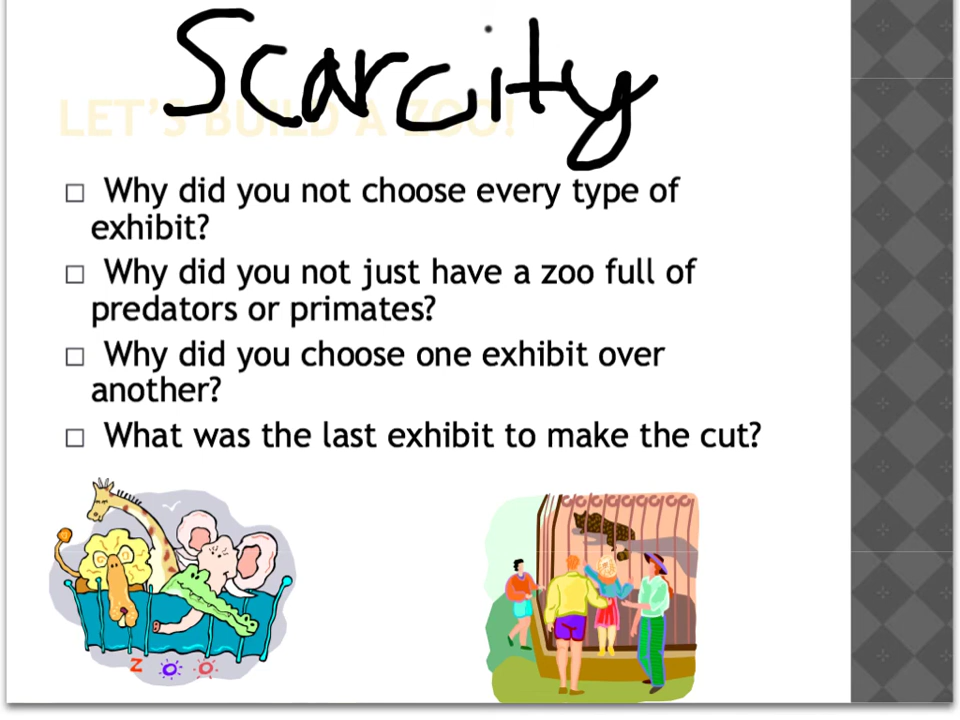 Scarcity
LET'S BUILD A ZOO!
□ Why did you not choose every type of
exhibit?
□ Why did you not just have a zoo full of
predators or primates?
□ Why did you choose one exhibit over
another?
□ What was the last exhibit to make the cut?
ZOO